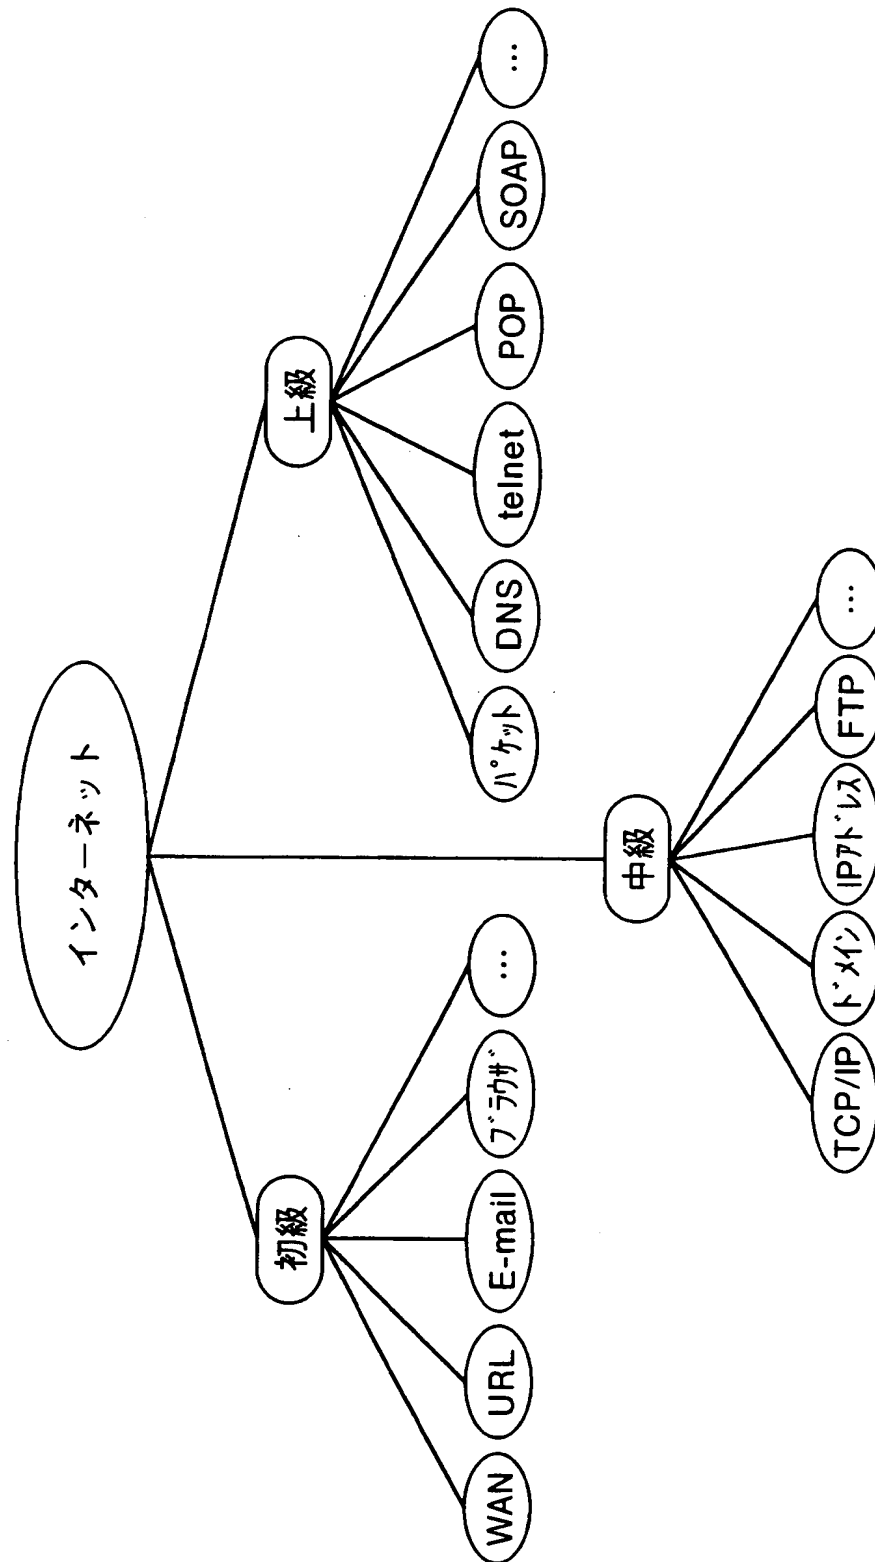 インターネット
初級
上級
WAN
URL
E-mail
ﾌﾞﾗｳｻﾞ
…
ﾊﾟｹｯﾄ
DNS
telnet
POP
SOAP
…
中級
TCP/IP
ﾄﾞﾒｲﾝ
IPｱﾄﾞﾚｽ
FTP
…